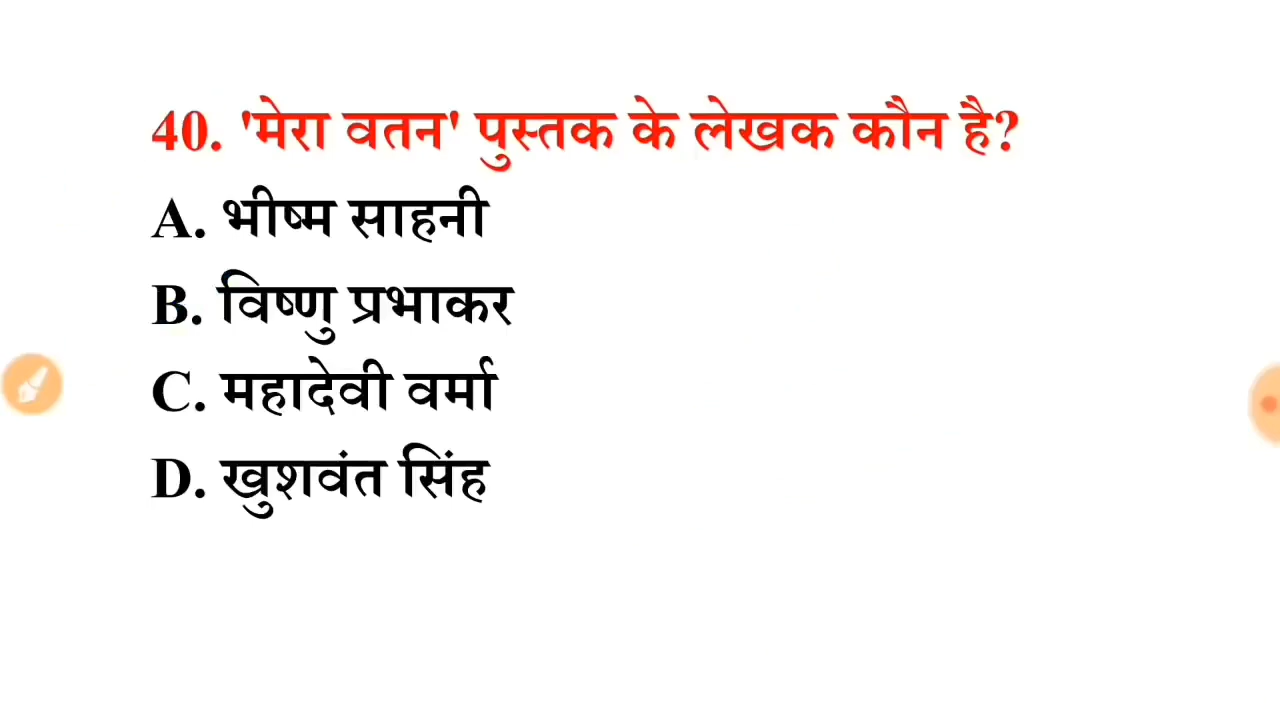 40. 'मेरा वतन' पुस्तक के लेखक कौन है?
A. भीष्म साहनी
B. विष्णु प्रभाकर
C. महादेवी वर्मा
D. खुशवंत सिंह